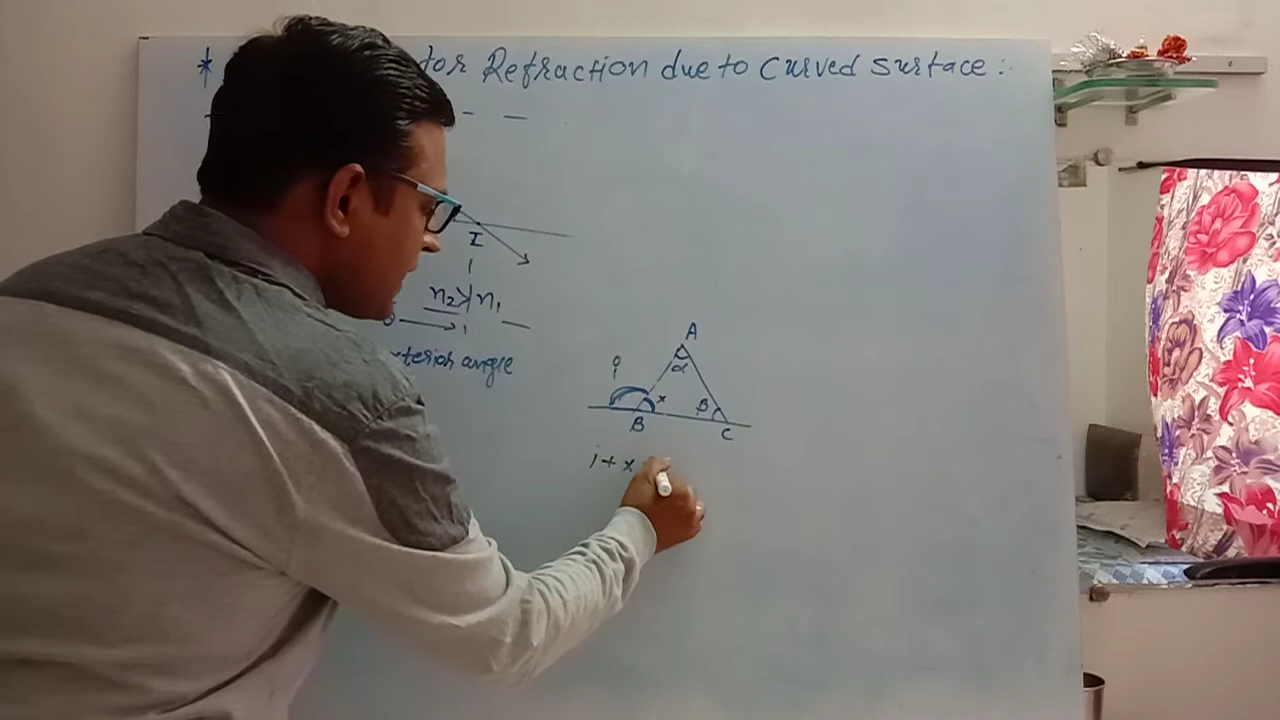 * for Refraction due to Curved surface :-
I
n₂>n₁
exterior angle
A
α
i
x
β
B
C
i + x